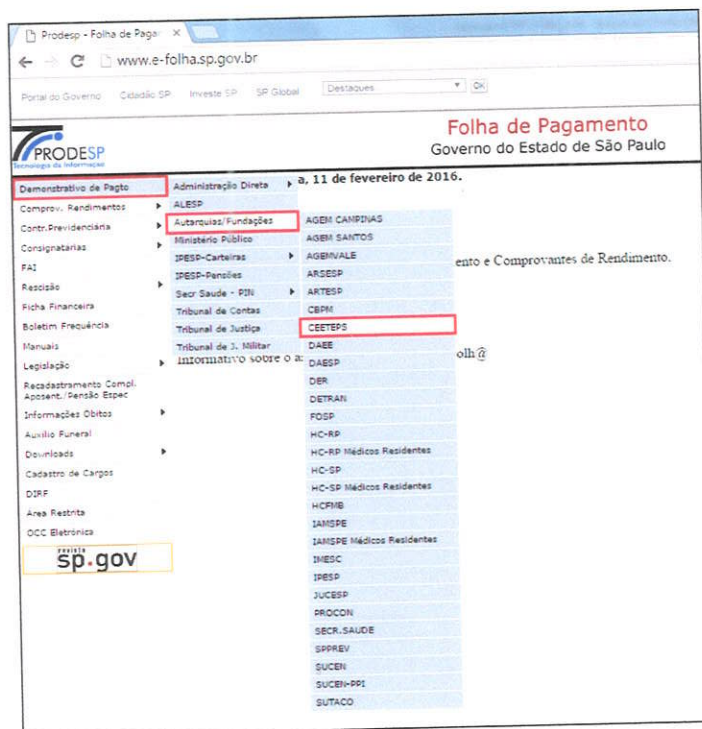 Prodesp - Folha de Paga
www.e-folha.sp.gov.br
Portal do Governo Cidadão SP Investe SP SP Global Destaques OK
PRODESP
Tecnologia da Informação
Folha de Pagamento
Governo do Estado de São Paulo
a, 11 de fevereiro de 2016.
Demonstrativo de Pagto
Comprov. Rendimentos
Contr.Previdenciária
Consignatarias
FAI
Rescisão
Ficha Financeira
Boletim Frequência
Manuais
Legislação
Recadastramento Compl.
Aposent./Pensão Espec
Informações Óbitos
Auxílio Funeral
Downloads
Cadastro de Cargos
DIRF
Area Restrita
OCC Eletrônica
revista
sp.gov
Administração Direta
ALESP
Autarquias/Fundações
Ministério Público
IPESP-Carteiras
IPESP-Pensões
Secr Saude - PIN
Tribunal de Contas
Tribunal de Justiça
Tribunal de J. Militar
AGEM CAMPINAS
AGEM SANTOS
AGEMVALE
ARSESP
ARTESP
CBPM
CEETEPS
DAEE
DAESP
DER
DETRAN
FOSP
HC-RP
HC-RP Médicos Residentes
HC-SP
HC-SP Médicos Residentes
HCFMB
IAMSPE
IAMSPE Médicos Residentes
IMESC
IPESP
JUCESP
PROCON
SECR.SAUDE
SPPREV
SUCEN
SUCEN-PPI
SUTACO
ento e Comprovantes de Rendimento.
Informativo sobre o a
olh@